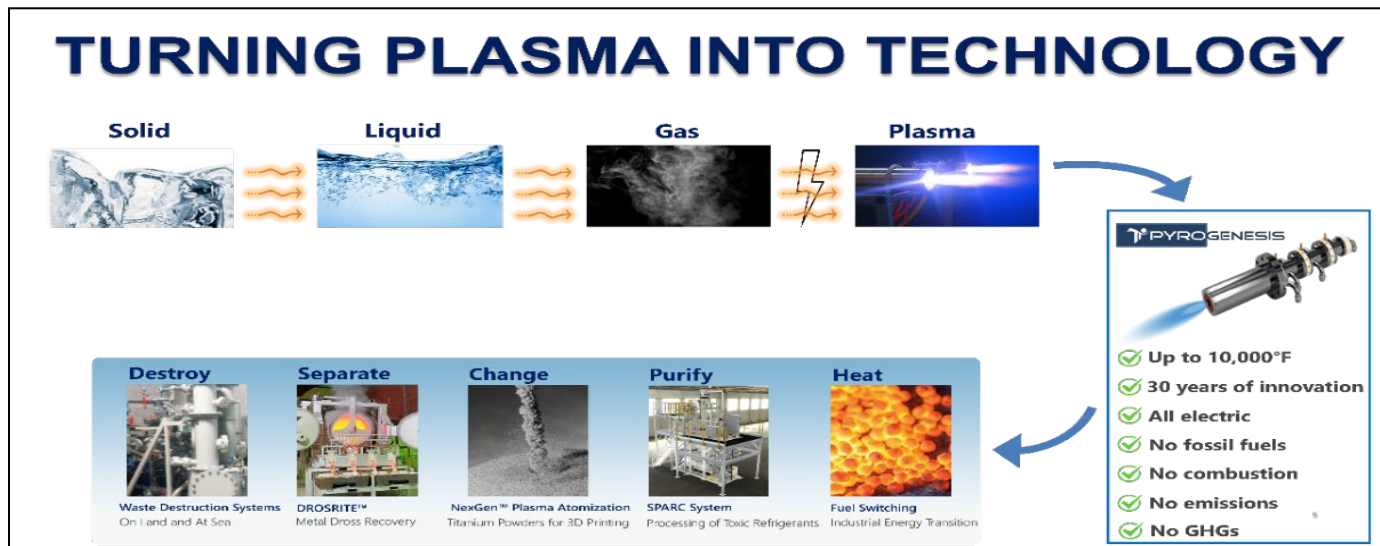 TURNING PLASMA INTO TECHNOLOGY
Solid
Liquid
Gas
Plasma
PYROGENESIS
Up to 10,000°F
30 years of innovation
All electric
No fossil fuels
No combustion
No emissions
No GHGs
Destroy
Separate
Change
Purify
Heat
Waste Destruction Systems
On Land and At Sea
DROSRITE™
Metal Dross Recovery
NexGen™ Plasma Atomization
Titanium Powders for 3D Printing
SPARC System
Processing of Toxic Refrigerants
Fuel Switching
Industrial Energy Transition